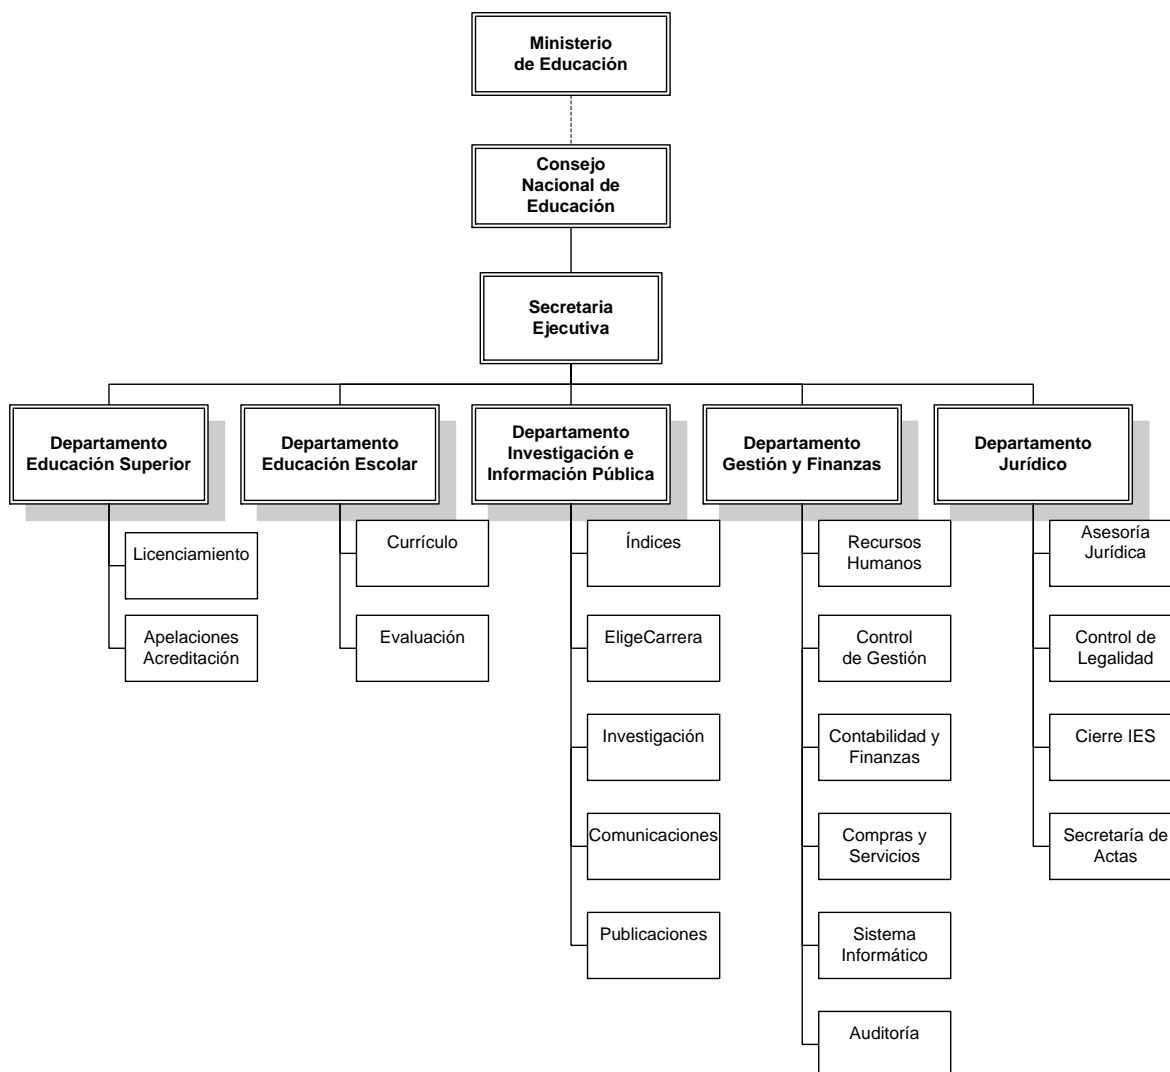 Ministerio
de Educación
Consejo
Nacional de
Educación
Secretaria
Ejecutiva
Departamento
Educación Superior
Departamento
Educación Escolar
Departamento
Investigación e
Información Pública
Departamento
Gestión y Finanzas
Departamento
Jurídico
Licenciamiento
Apelaciones
Acreditación
Currículo
Evaluación
Índices
EligeCarrera
Investigación
Comunicaciones
Publicaciones
Recursos
Humanos
Control
de Gestión
Contabilidad y
Finanzas
Compras y
Servicios
Sistema
Informático
Auditoría
Asesoría
Jurídica
Control de
Legalidad
Cierre IES
Secretaría de
Actas